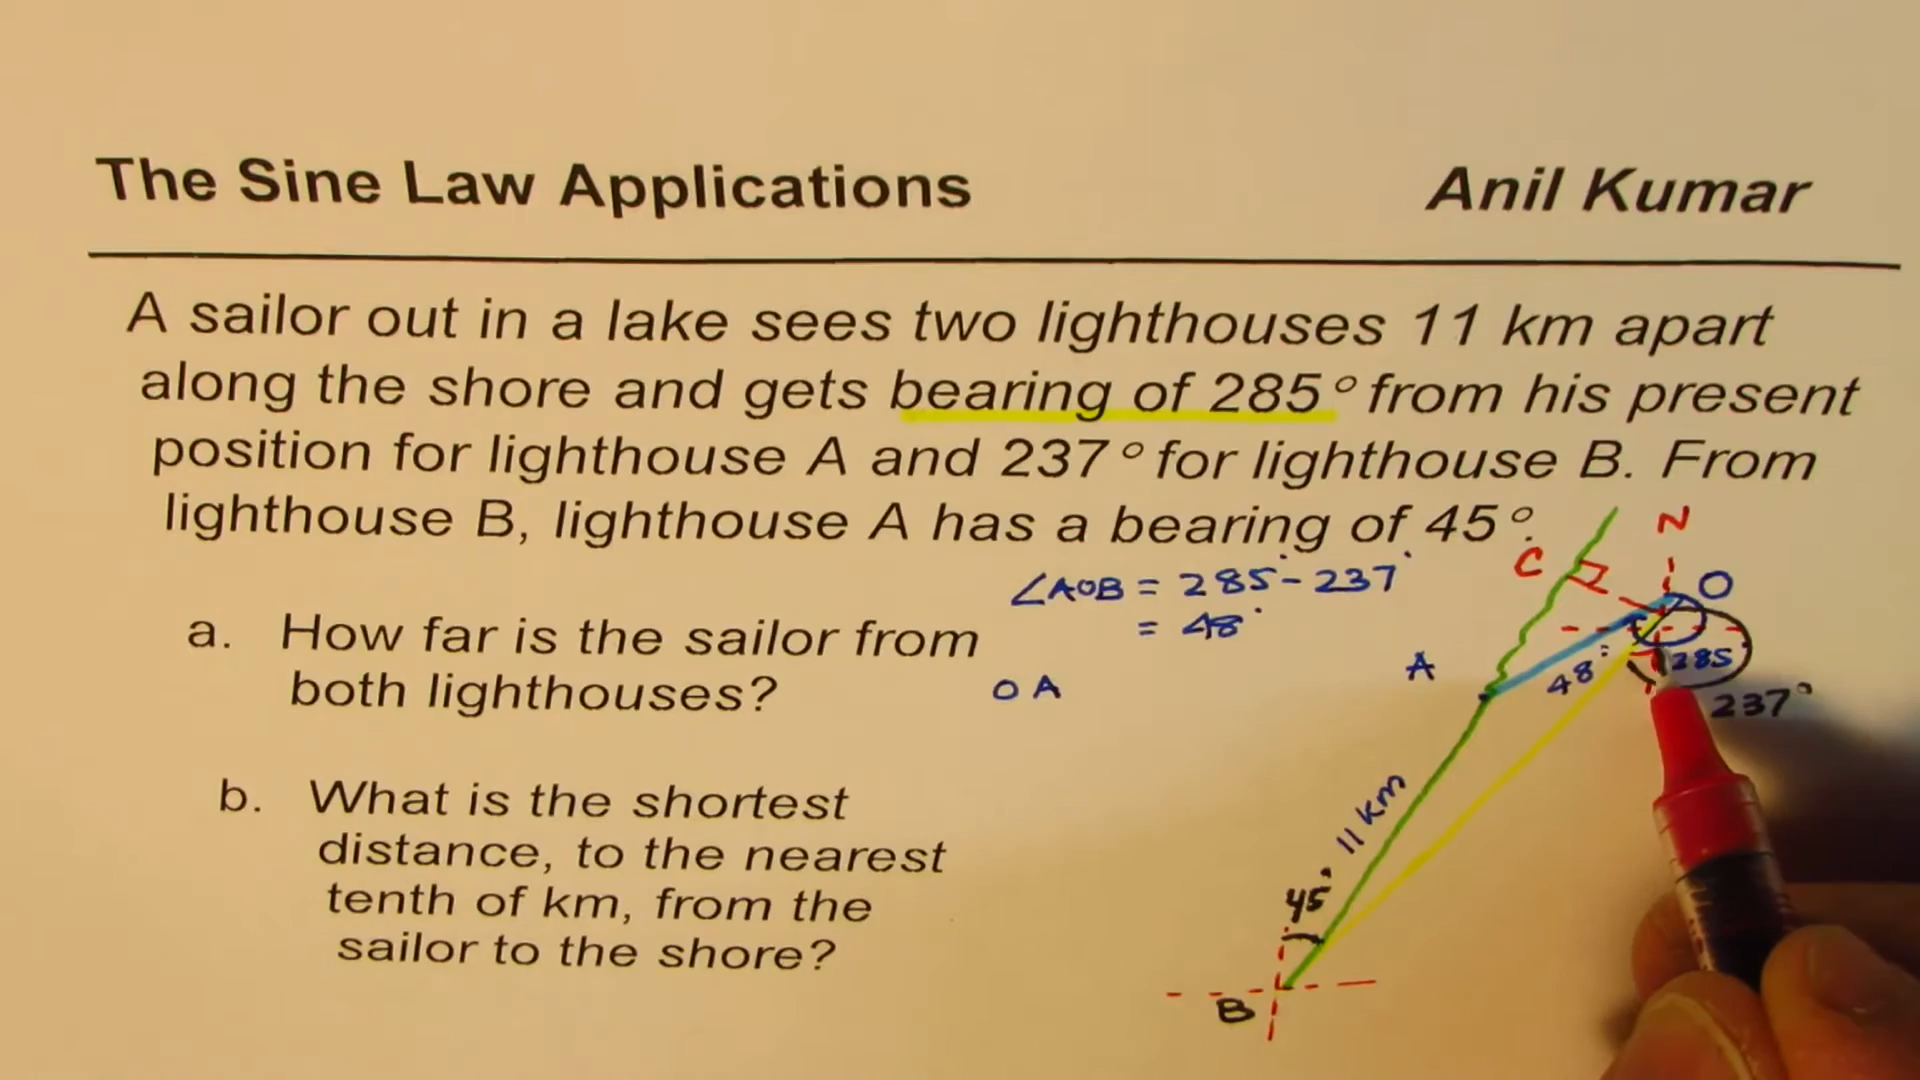 The Sine Law Applications
Anil Kumar
A sailor out in a lake sees two lighthouses 11 km apart
along the shore and gets bearing of 285° from his present
position for lighthouse A and 237° for lighthouse B. From
lighthouse B, lighthouse A has a bearing of 45°.
a. How far is the sailor from
both lighthouses?
b. What is the shortest
distance, to the nearest
tenth of km, from the
sailor to the shore?
∠AOB = 285° - 237°
= 48°
OA
N
C
O
A
48°
285
237°
11 km
45°
B